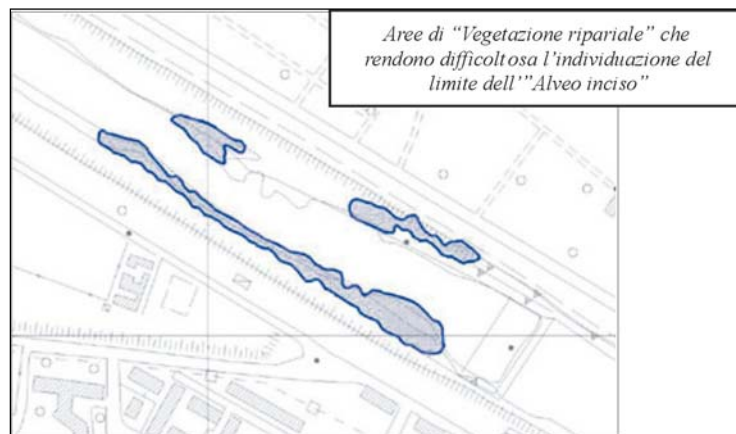 Aree di “Vegetazione ripariale” che
rendono difficoltosa l’individuazione del
limite dell’”Alveo inciso”